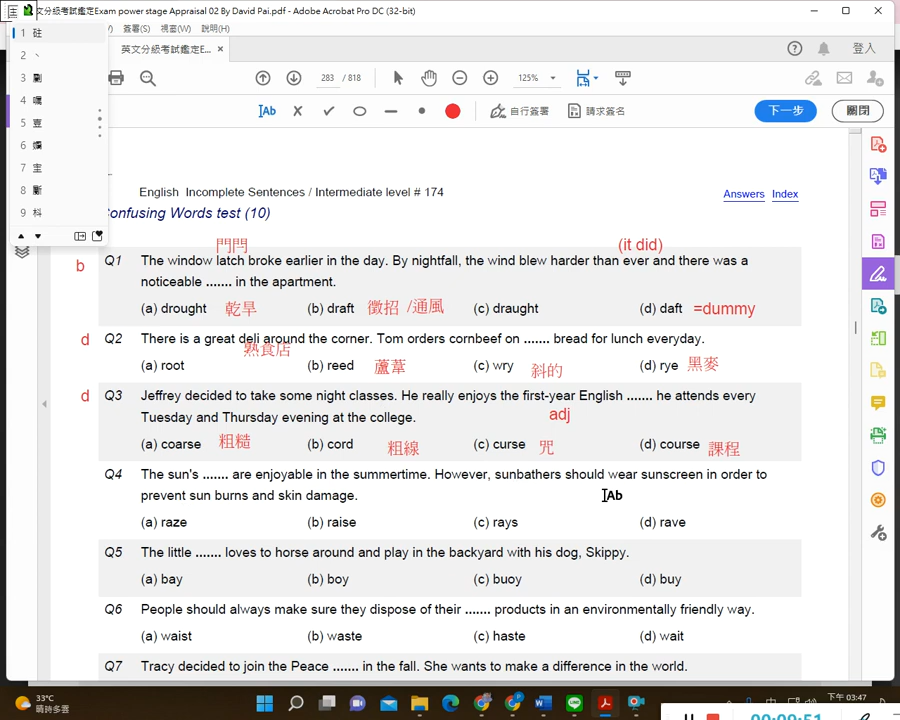 文分級考試鑑定Exam power stage Appraisal 02 By David Pai.pdf - Adobe Acrobat Pro DC (32-bit)
簽署(S) 視窗(W) 說明(H)
英文分級考試鑑定E... ×
登入
283 / 818
125%
Ab
自行簽署
請求簽名
下一步
關閉
1
2 、
3
4 囑
5 壴
6 斸
7
8 斸
9 科
English Incomplete Sentences / Intermediate level # 174
Answers Index
onfusing Words test (10)
門閂
(it did)
b Q1 The window latch broke earlier in the day. By nightfall, the wind blew harder than ever and there was a
noticeable ....... in the apartment.
(a) drought 乾旱 (b) draft 徵招 /通風 (c) draught (d) daft =dummy
d Q2 There is a great deli around the corner. Tom orders cornbeef on ....... bread for lunch everyday.
熟食店
(a) root (b) reed 蘆葦 (c) wry 斜的 (d) rye 黑麥
d Q3 Jeffrey decided to take some night classes. He really enjoys the first-year English ....... he attends every
Tuesday and Thursday evening at the college. adj
(a) coarse 粗糙 (b) cord 粗線 (c) curse 咒 (d) course 課程
Q4 The sun's ....... are enjoyable in the summertime. However, sunbathers should wear sunscreen in order to
prevent sun burns and skin damage.
Ab
(a) raze (b) raise (c) rays (d) rave
Q5 The little ....... loves to horse around and play in the backyard with his dog, Skippy.
(a) bay (b) boy (c) buoy (d) buy
Q6 People should always make sure they dispose of their ....... products in an environmentally friendly way.
(a) waist (b) waste (c) haste (d) wait
Q7 Tracy decided to join the Peace ....... in the fall. She wants to make a difference in the world.
33°C
晴時多雲
下午 03:47
00:09:51